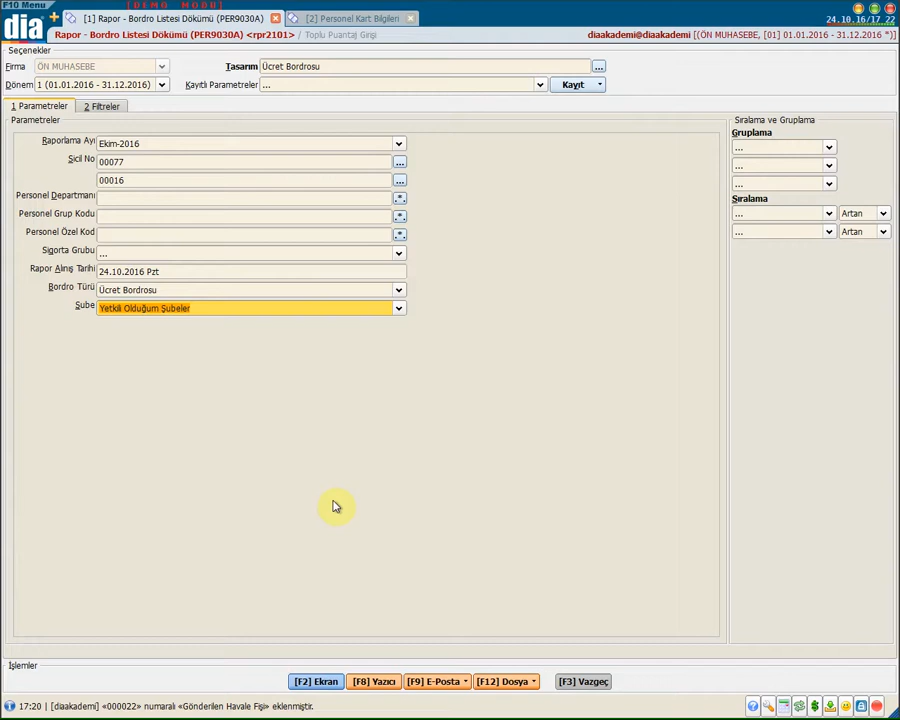 F10 Menu [DEMO MODU]
dia + [1] Rapor - Bordro Listesi Dökümü (PER9030A) [2] Personel Kart Bilgileri
24.10.16/17 22
Rapor - Bordro Listesi Dökümü (PER9030A) <rpr2101> Toplu Puantaj Girişi diaakademi@diaakademi [(ÖN MUHASEBE, [01] 01.01.2016 - 31.12.2016 *)]
Seçenekler
Firma ÖN MUHASEBE Tasarım Ücret Bordrosu ...
Dönem 1 (01.01.2016 - 31.12.2016) Kayıtlı Parametreler ... Kayıt
1 Parametreler 2 Filtreler
Parametreler
Raporlama Ayı Ekim-2016
Sicil No 00077 ...
00016 ...
Personel Departmanı .*.
Personel Grup Kodu .*.
Personel Özel Kod .*.
Sigorta Grubu ...
Rapor Alınış Tarihi 24.10.2016 Pzt
Bordro Türü Ücret Bordrosu
Şube Yetkili Olduğum Şubeler
Sıralama ve Gruplama
Gruplama
...
...
...
Sıralama
... Artan
... Artan
İşlemler
[F2] Ekran [F8] Yazıcı [F9] E-Posta [F12] Dosya [F3] Vazgeç
17:20 | [diaakademi] «000022» numaralı «Gönderilen Havale Fişi» eklenmiştir.